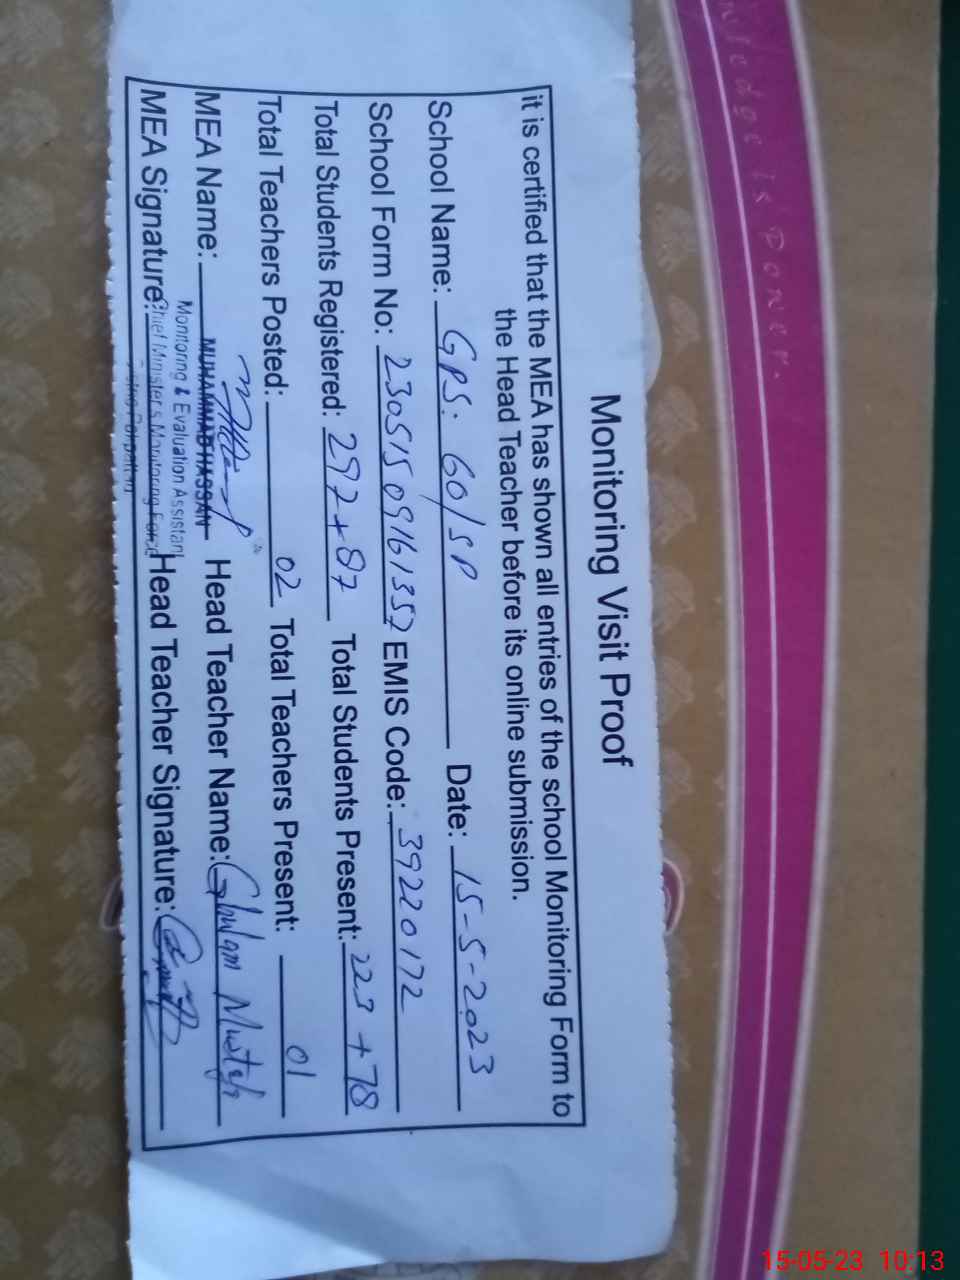 Knowledge is Power.
Monitoring Visit Proof
it is certified that the MEA has shown all entries of the school Monitoring Form to
the Head Teacher before its online submission.
School Name: GPS: 60/SP Date: 15-5-2023
School Form No: 23051509161357 EMIS Code: 39220172
Total Students Registered: 297+87 Total Students Present: 223+78
Total Teachers Posted: 02 Total Teachers Present: 01
MEA Name: MUHAMMAD HASSAN Head Teacher Name: Ghulam Mustafa
Monitoring & Evaluation Assistant
MEA Signature: Chief Minister's Monitoring Force Head Teacher Signature:
15-05-23 10:13